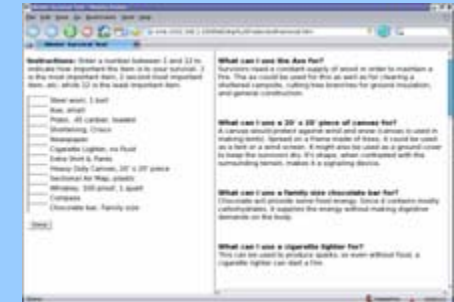 Instructions: Enter a number between 1 and 12 to
indicate how important the item is to your survival. 1
is the most important item, 2 second most important
item, etc. while 12 is the least important item.
Steel wool, 1 ball
Axe, small
Pistol, .45 caliber, loaded
Shortening, Crisco
Newspaper
Cigarette Lighter, no fluid
Extra Shirt & Pants
Heavy Duty Canvas, 20' x 20' piece
Sectional Air Map, plastic
Whiskey, 100 proof, 1 quart
Compass
Chocolate bar, Family size
What can I use the Axe for?
Survivors need a constant supply of wood in order to maintain a
fire. The ax could be used for this as well as for clearing a
sheltered campsite, cutting tree branches for ground insulation,
and general construction.
What can I use a 20' x 20' piece of canvas for?
A canvas would protect against wind and snow (canvas is used in
making tents). Spread on a frame made of trees, it could be used
as a tent or a wind screen. It might also be used as a ground cover
to keep the survivors dry. It's shape, when contrasted with the
surrounding terrain, makes it a signaling device.
What can I use a family size chocolate bar for?
Chocolate will provide some food energy. Since it contains mostly
carbohydrates, it supplies the energy without making digestive
demands on the body.
What can I use a cigarette lighter for?
This can be used to produce sparks, so even without fluid, a
cigarette lighter can start a fire.